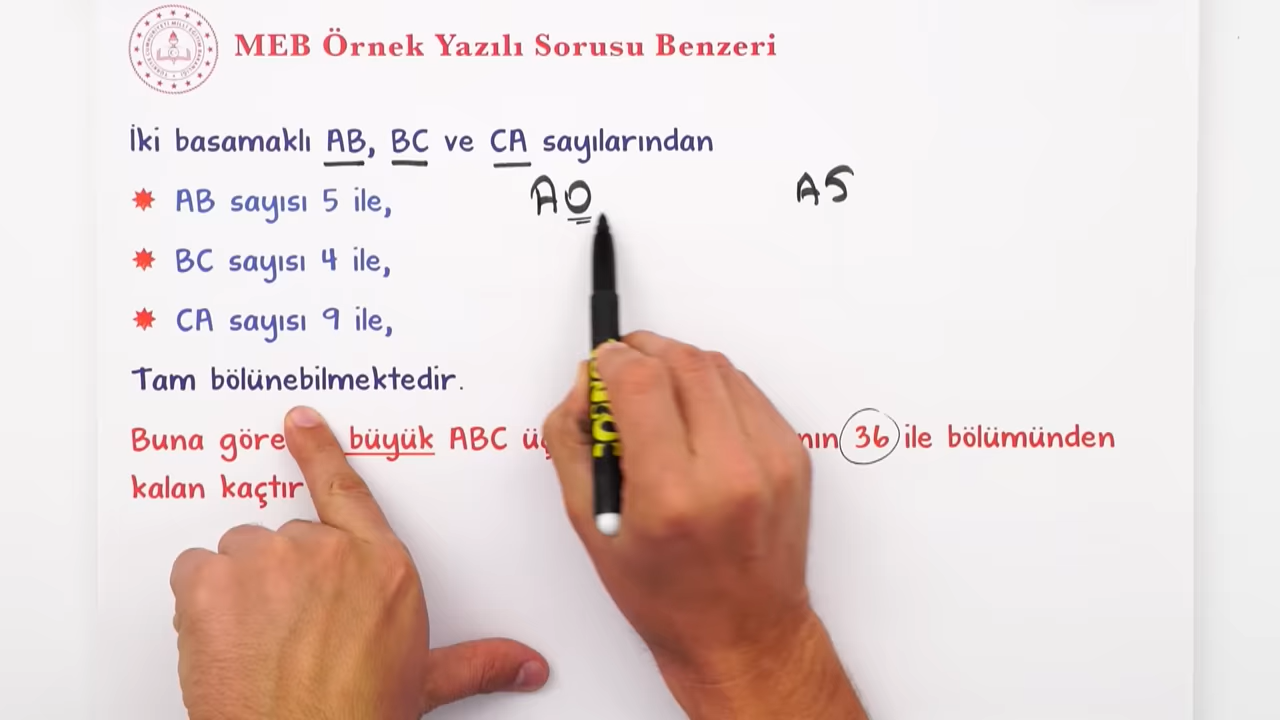 MEB Örnek Yazılı Sorusu Benzeri
İki basamaklı AB, BC ve CA sayılarından
AB sayısı 5 ile, A0 A5
BC sayısı 4 ile,
CA sayısı 9 ile,
Tam bölünebilmektedir.
Buna göre büyük ABC 36 ile bölümünden
kalan kaçtır